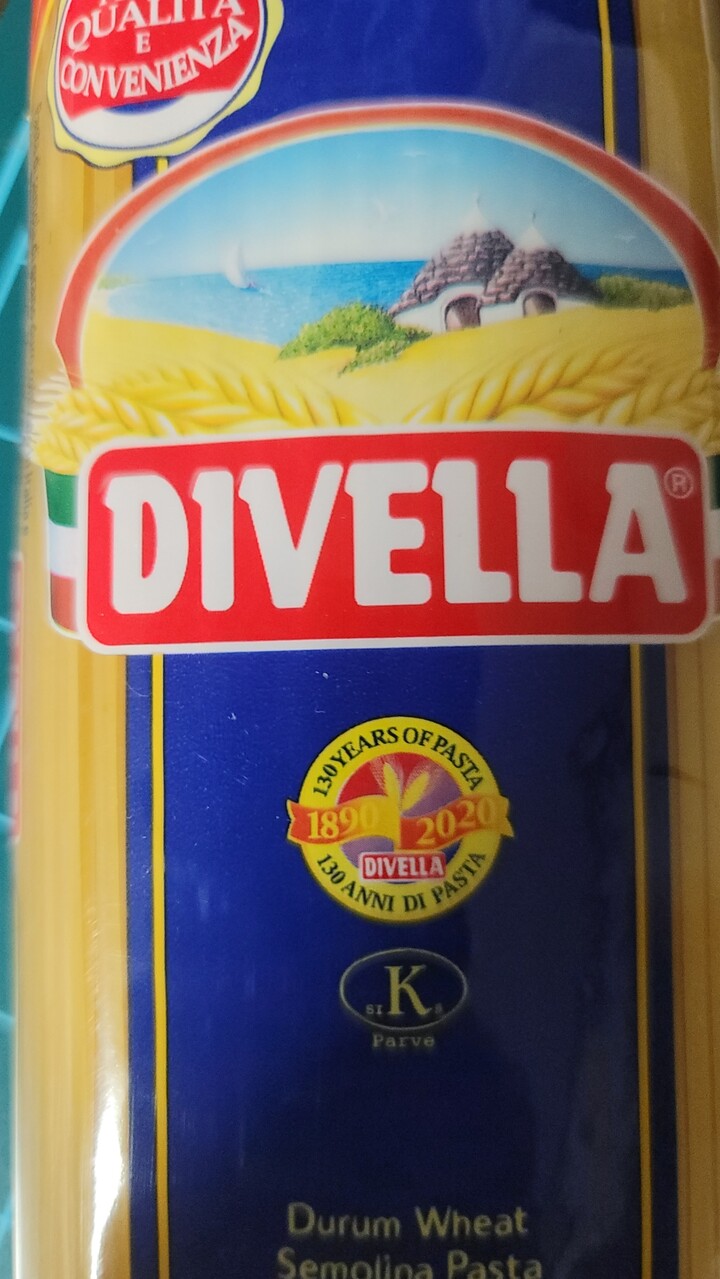 QUALITÀ
E
CONVENIENZA
DIVELLA®
130 YEARS OF PASTA
1890 2020
DIVELLA
130 ANNI DI PASTA
K
Parve
Durum Wheat
Semolina Pasta